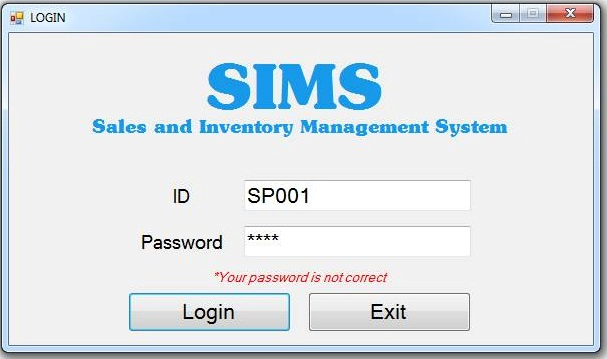 LOGIN
SIMS
Sales and Inventory Management System
ID SP001
Password ****
*Your password is not correct
Login Exit